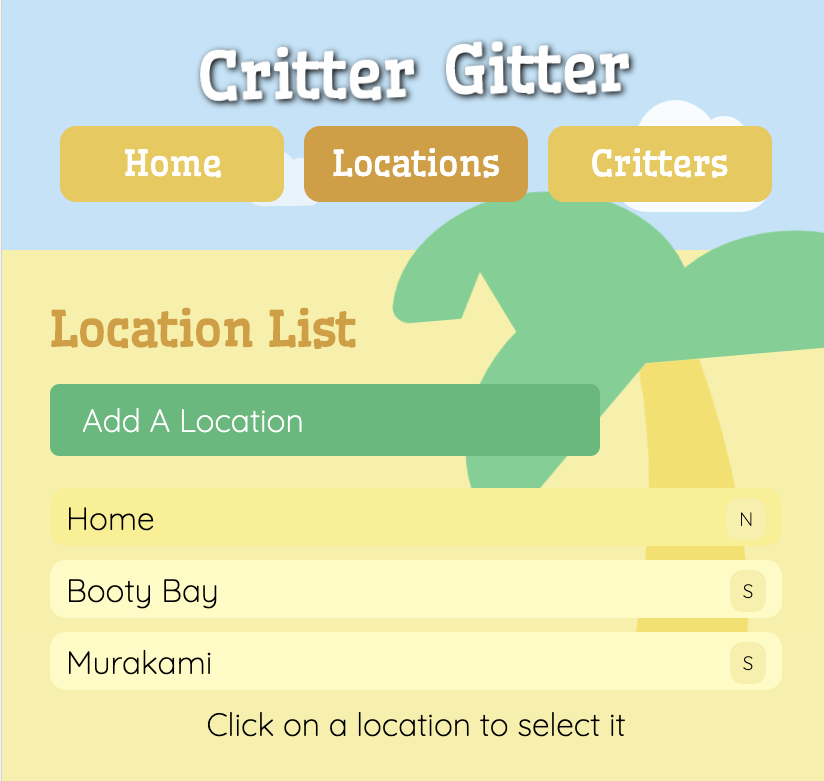 Critter Gitter
Home Locations Critters
Location List
Add A Location
Home N
Booty Bay S
Murakami S
Click on a location to select it